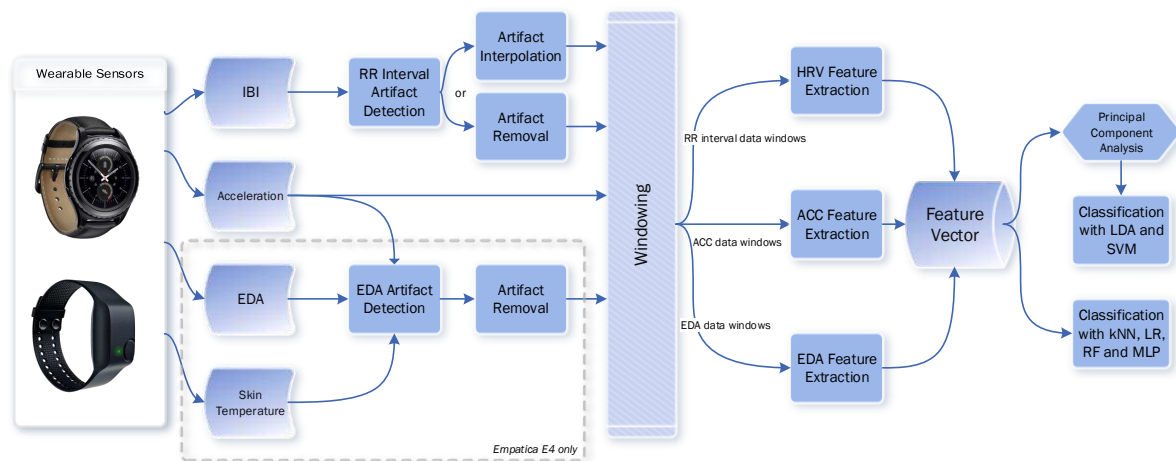 Wearable Sensors
IBI
Acceleration
EDA
Skin
Temperature
RR Interval
Artifact
Detection
or
Artifact
Interpolation
Artifact
Removal
EDA Artifact
Detection
Artifact
Removal
Empatica E4 only
Windowing
RR interval data windows
ACC data windows
EDA data windows
HRV Feature
Extraction
ACC Feature
Extraction
EDA Feature
Extraction
Feature
Vector
Principal
Component
Analysis
Classification
with LDA and
SVM
Classification
with kNN, LR,
RF and MLP